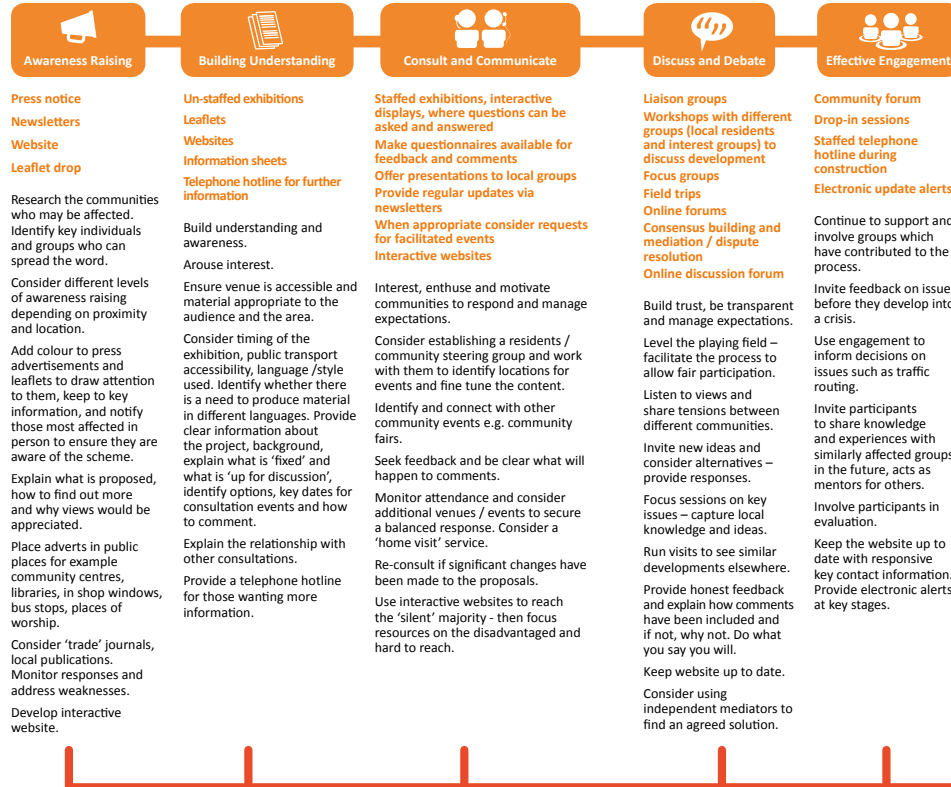 Awareness Raising
Press notice
Newsletters
Website
Leaflet drop
Research the communities
who may be affected.
Identify key individuals
and groups who can
spread the word.
Consider different levels
of awareness raising
depending on proximity
and location.
Add colour to press
advertisements and
leaflets to draw attention
to them, keep to key
information, and notify
those most affected in
person to ensure they are
aware of the scheme.
Explain what is proposed,
how to find out more
and why views would be
appreciated.
Place adverts in public
places for example
community centres,
libraries, in shop windows,
bus stops, places of
worship.
Consider ‘trade’ journals,
local publications.
Monitor responses and
address weaknesses.
Develop interactive
website.
Building Understanding
Un-staffed exhibitions
Leaflets
Websites
Information sheets
Telephone hotline for further
information
Build understanding and
awareness.
Arouse interest.
Ensure venue is accessible and
material appropriate to the
audience and the area.
Consider timing of the
exhibition, public transport
accessibility, language /style
used. Identify whether there
is a need to produce material
in different languages. Provide
clear information about
the project, background,
explain what is ‘fixed’ and
what is ‘up for discussion’,
identify options, key dates for
consultation events and how
to comment.
Explain the relationship with
other consultations.
Provide a telephone hotline
for those wanting more
information.
Consult and Communicate
Staffed exhibitions, interactive
displays, where questions can be
asked and answered
Make questionnaires available for
feedback and comments
Offer presentations to local groups
Provide regular updates via
newsletters
When appropriate consider requests
for facilitated events
Interactive websites
Interest, enthuse and motivate
communities to respond and manage
expectations.
Consider establishing a residents /
community steering group and work
with them to identify locations for
events and fine tune the content.
Identify and connect with other
community events e.g. community
fairs.
Seek feedback and be clear what will
happen to comments.
Monitor attendance and consider
additional venues / events to secure
a balanced response. Consider a
‘home visit’ service.
Re-consult if significant changes have
been made to the proposals.
Use interactive websites to reach
the ‘silent’ majority - then focus
resources on the disadvantaged and
hard to reach.
Discuss and Debate
Liaison groups
Workshops with different
groups (local residents
and interest groups) to
discuss development
Focus groups
Field trips
Online forums
Consensus building and
mediation / dispute
resolution
Online discussion forum
Build trust, be transparent
and manage expectations.
Level the playing field –
facilitate the process to
allow fair participation.
Listen to views and
share tensions between
different communities.
Invite new ideas and
consider alternatives –
provide responses.
Focus sessions on key
issues – capture local
knowledge and ideas.
Run visits to see similar
developments elsewhere.
Provide honest feedback
and explain how comments
have been included and
if not, why not. Do what
you say you will.
Keep website up to date.
Consider using
independent mediators to
find an agreed solution.
Effective Engagement
Community forum
Drop-in sessions
Staffed telephone
hotline during
construction
Electronic update alerts
Continue to support and
involve groups which
have contributed to the
process.
Invite feedback on issue
before they develop into
a crisis.
Use engagement to
inform decisions on
issues such as traffic
routing.
Invite participants
to share knowledge
and experiences with
similarly affected groups
in the future, acts as
mentors for others.
Involve participants in
evaluation.
Keep the website up to
date with responsive
key contact information.
Provide electronic alerts
at key stages.